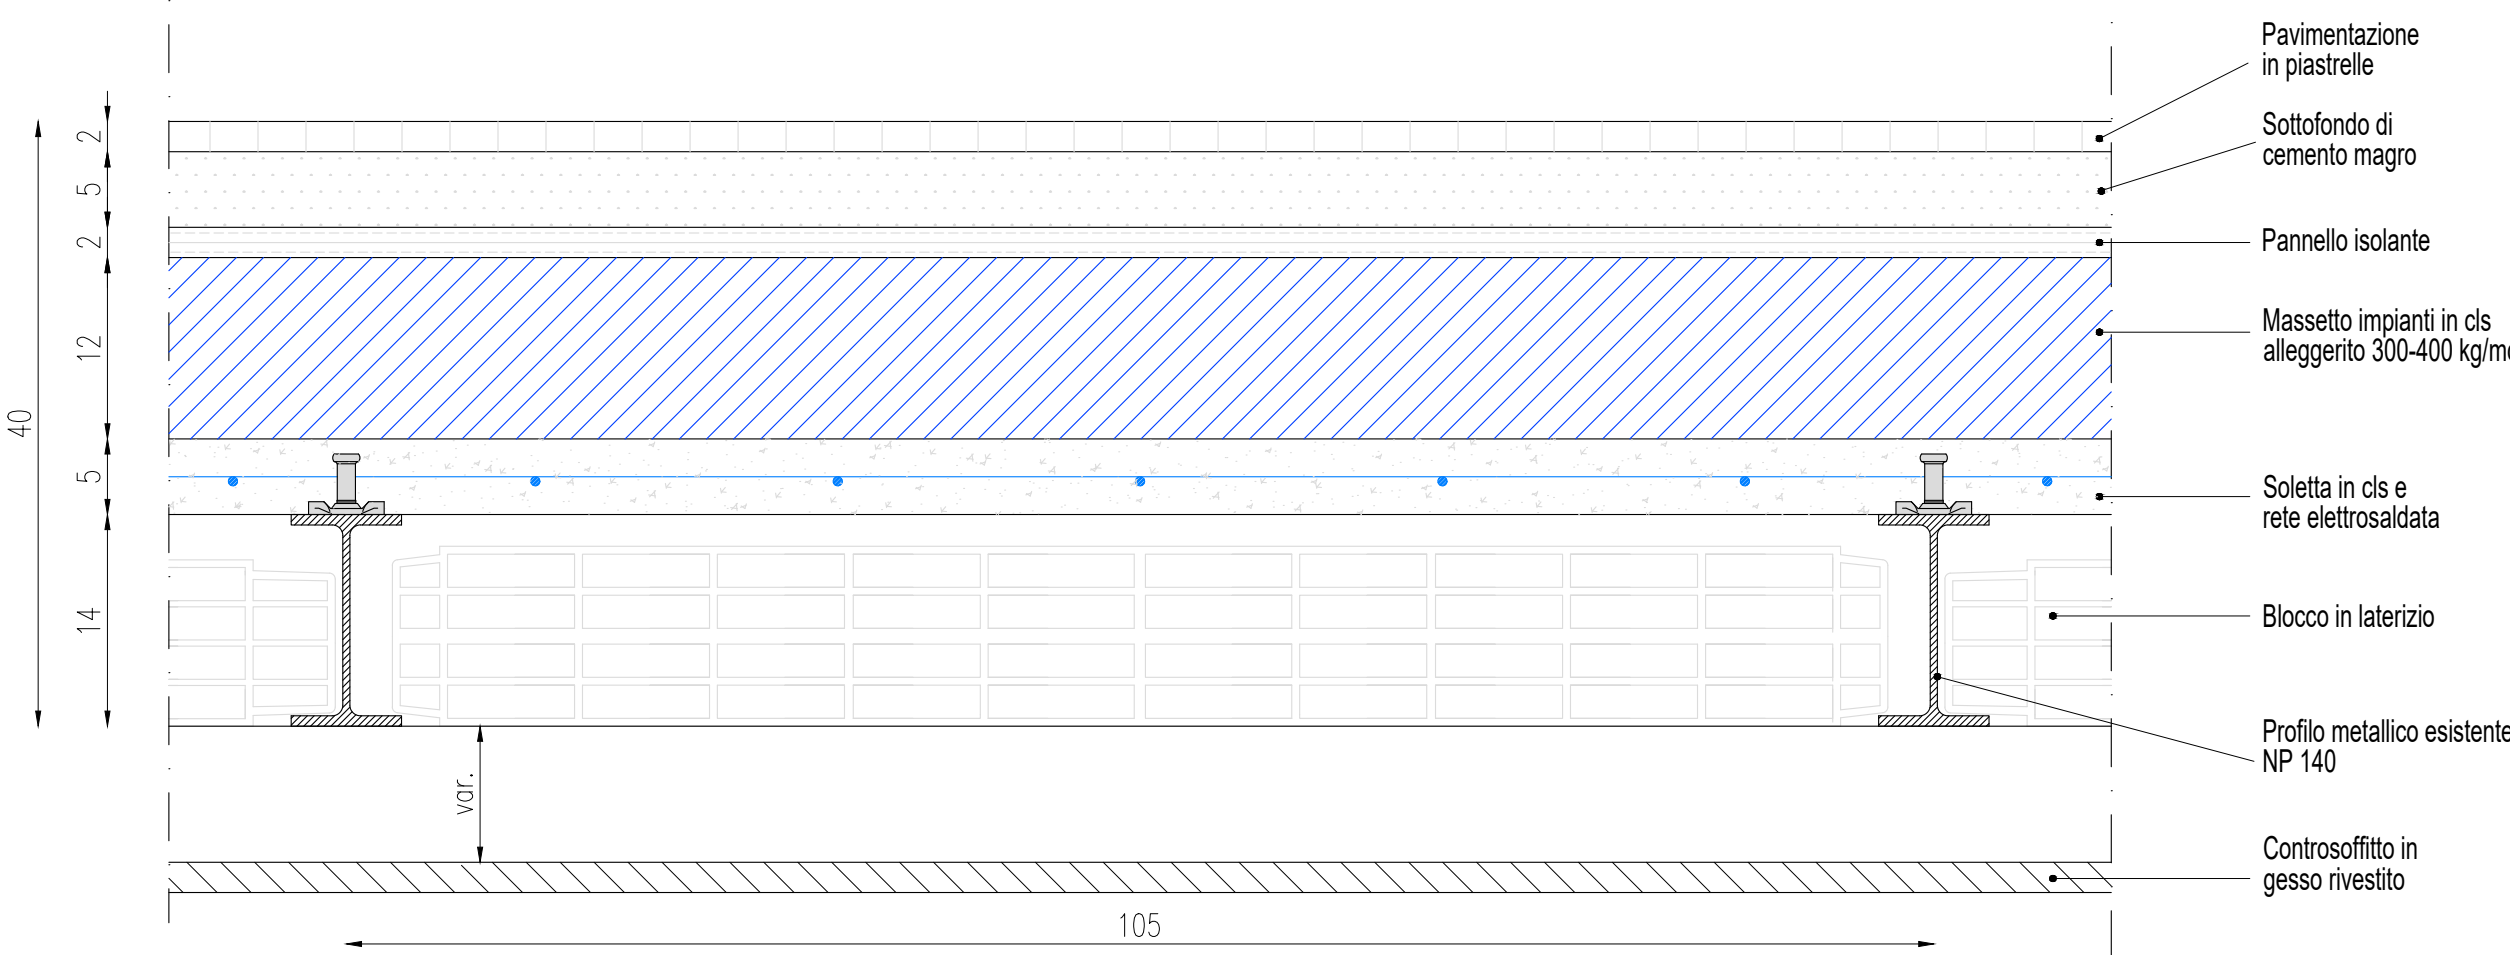 Pavimentazione
in piastrelle
2
Sottofondo di
cemento magro
5
Pannello isolante
2
Massetto impianti in cls
alleggerito 300-400 kg/m
12
40
5
Soletta in cls e
rete elettrosaldata
14
Blocco in laterizio
Profilo metallico esistente
NP 140
var.
Controsoffitto in
gesso rivestito
105